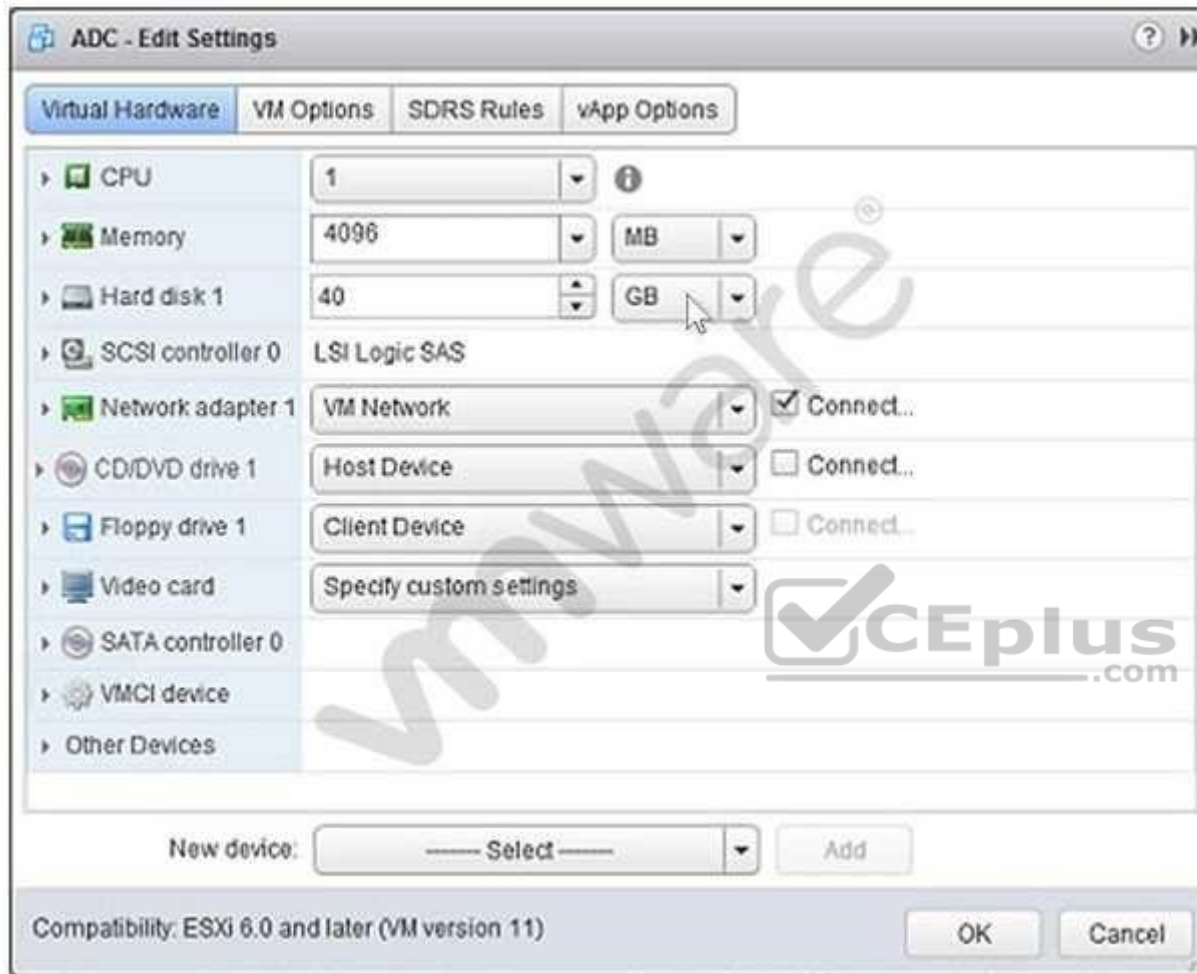 ADC - Edit Settings
?
Virtual Hardware VM Options SDRS Rules vApp Options
CPU 1
Memory 4096 MB
Hard disk 1 40 GB
SCSI controller 0 LSI Logic SAS
Network adapter 1 VM Network Connect...
CD/DVD drive 1 Host Device Connect...
Floppy drive 1 Client Device Connect...
Video card Specify custom settings
SATA controller 0
VMCI device
Other Devices
New device: ------- Select ------- Add
Compatibility: ESXi 6.0 and later (VM version 11) OK Cancel
vmware®
CEplus
.com